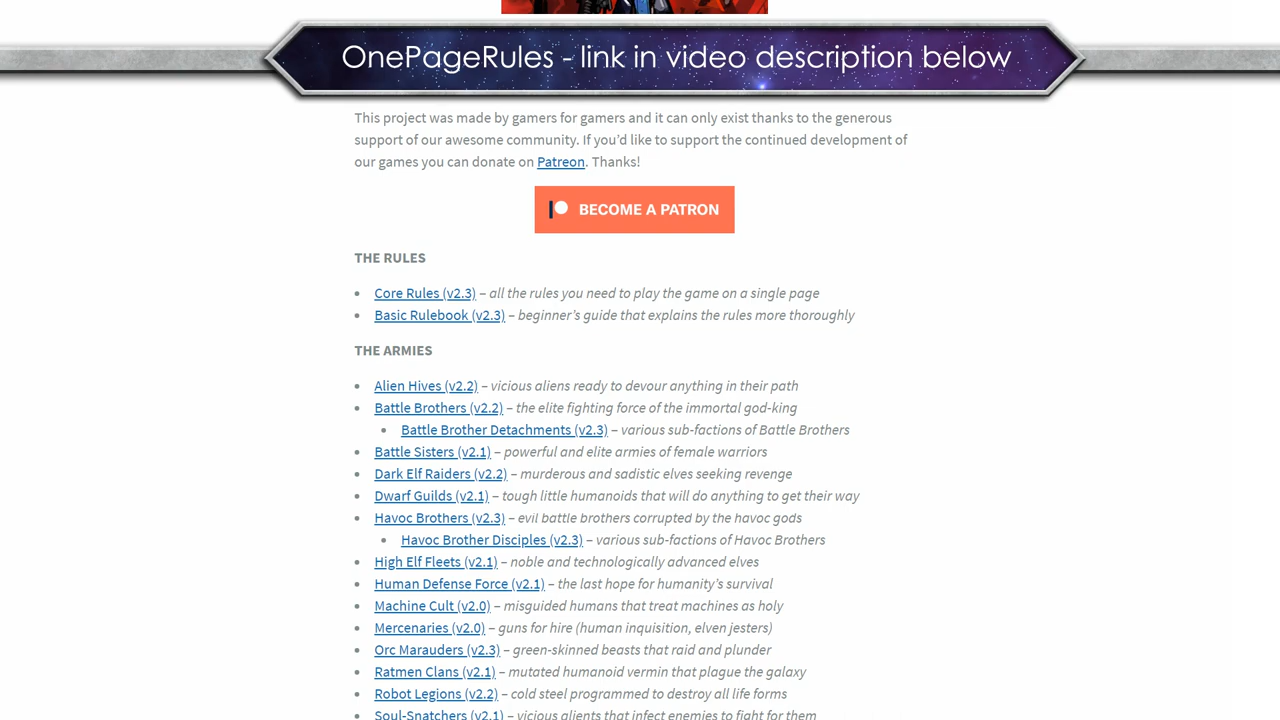 OnePageRules - link in video description below
This project was made by gamers for gamers and it can only exist thanks to the generous
support of our awesome community. If you'd like to support the continued development of
our games you can donate on Patreon. Thanks!
BECOME A PATRON
THE RULES
• Core Rules (v2.3) – all the rules you need to play the game on a single page
• Basic Rulebook (v2.3) – beginner's guide that explains the rules more thoroughly
THE ARMIES
• Alien Hives (v2.2) – vicious aliens ready to devour anything in their path
• Battle Brothers (v2.2) – the elite fighting force of the immortal god-king
• Battle Brother Detachments (v2.3) – various sub-factions of Battle Brothers
• Battle Sisters (v2.1) – powerful and elite armies of female warriors
• Dark Elf Raiders (v2.2) – murderous and sadistic elves seeking revenge
• Dwarf Guilds (v2.1) – tough little humanoids that will do anything to get their way
• Havoc Brothers (v2.3) – evil battle brothers corrupted by the havoc gods
• Havoc Brother Disciples (v2.3) – various sub-factions of Havoc Brothers
• High Elf Fleets (v2.1) – noble and technologically advanced elves
• Human Defense Force (v2.1) – the last hope for humanity's survival
• Machine Cult (v2.0) – misguided humans that treat machines as holy
• Mercenaries (v2.0) – guns for hire (human inquisition, elven jesters)
• Orc Marauders (v2.3) – green-skinned beasts that raid and plunder
• Ratmen Clans (v2.1) – mutated humanoid vermin that plague the galaxy
• Robot Legions (v2.2) – cold steel programmed to destroy all life forms
• Soul-Snatchers (v2.1) – vicious alients that infect enemies to fight for them